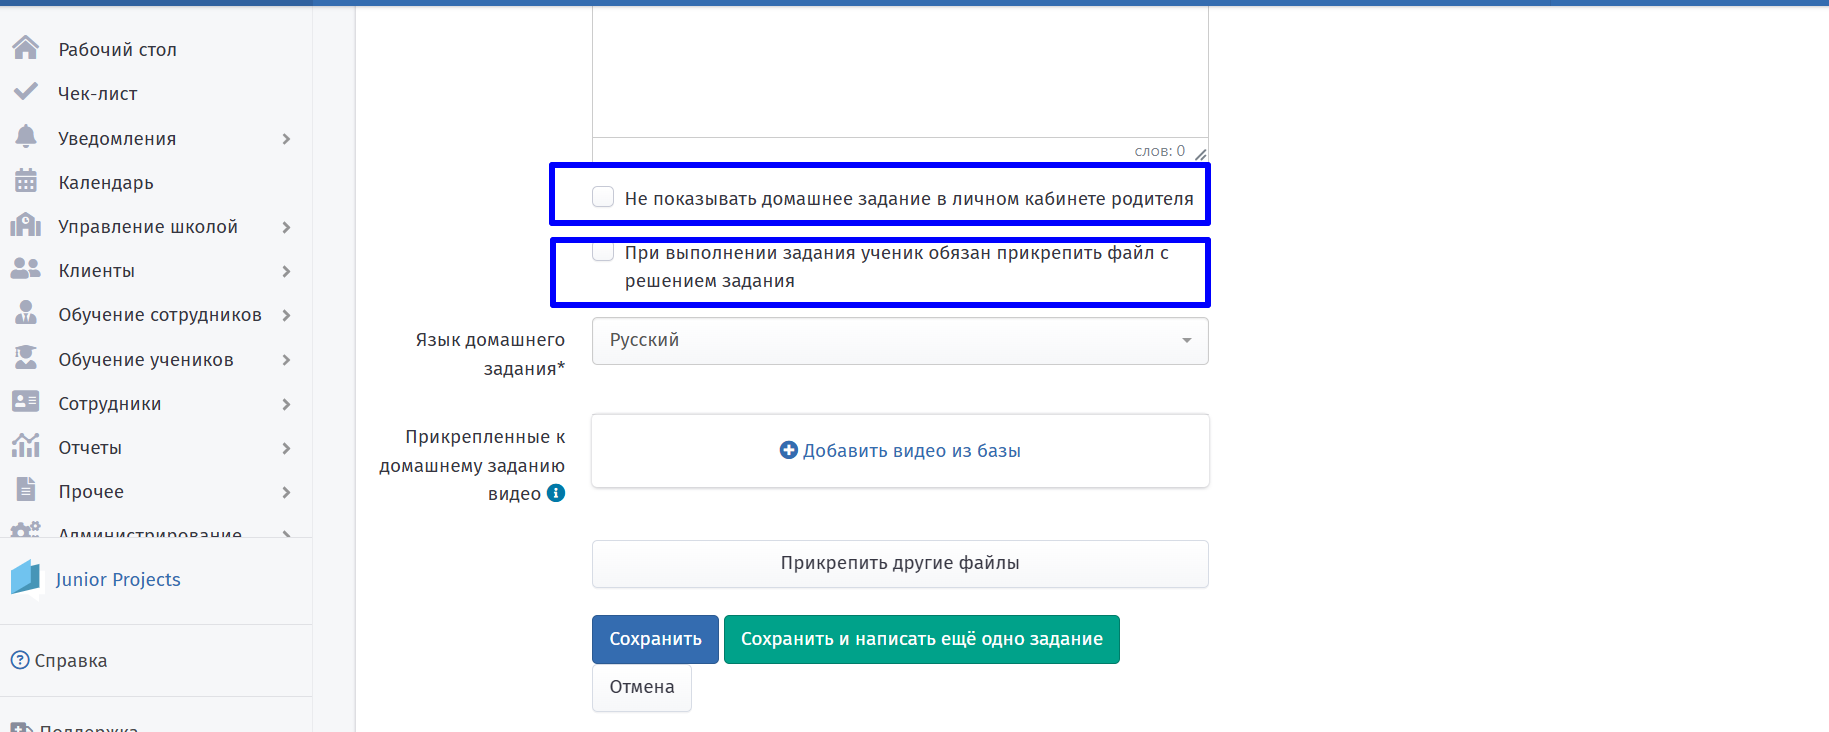 Рабочий стол
Чек-лист
Уведомления
Календарь
Управление школой
Клиенты
Обучение сотрудников
Обучение учеников
Сотрудники
Отчеты
Прочее
Администрирование
Junior Projects
Справка
Поддержка
слов: 0
Не показывать домашнее задание в личном кабинете родителя
При выполнении задания ученик обязан прикрепить файл с
решением задания
Язык домашнего
задания*
Русский
Прикрепленные к
домашнему заданию
видео
Добавить видео из базы
Прикрепить другие файлы
Сохранить
Сохранить и написать ещё одно задание
Отмена